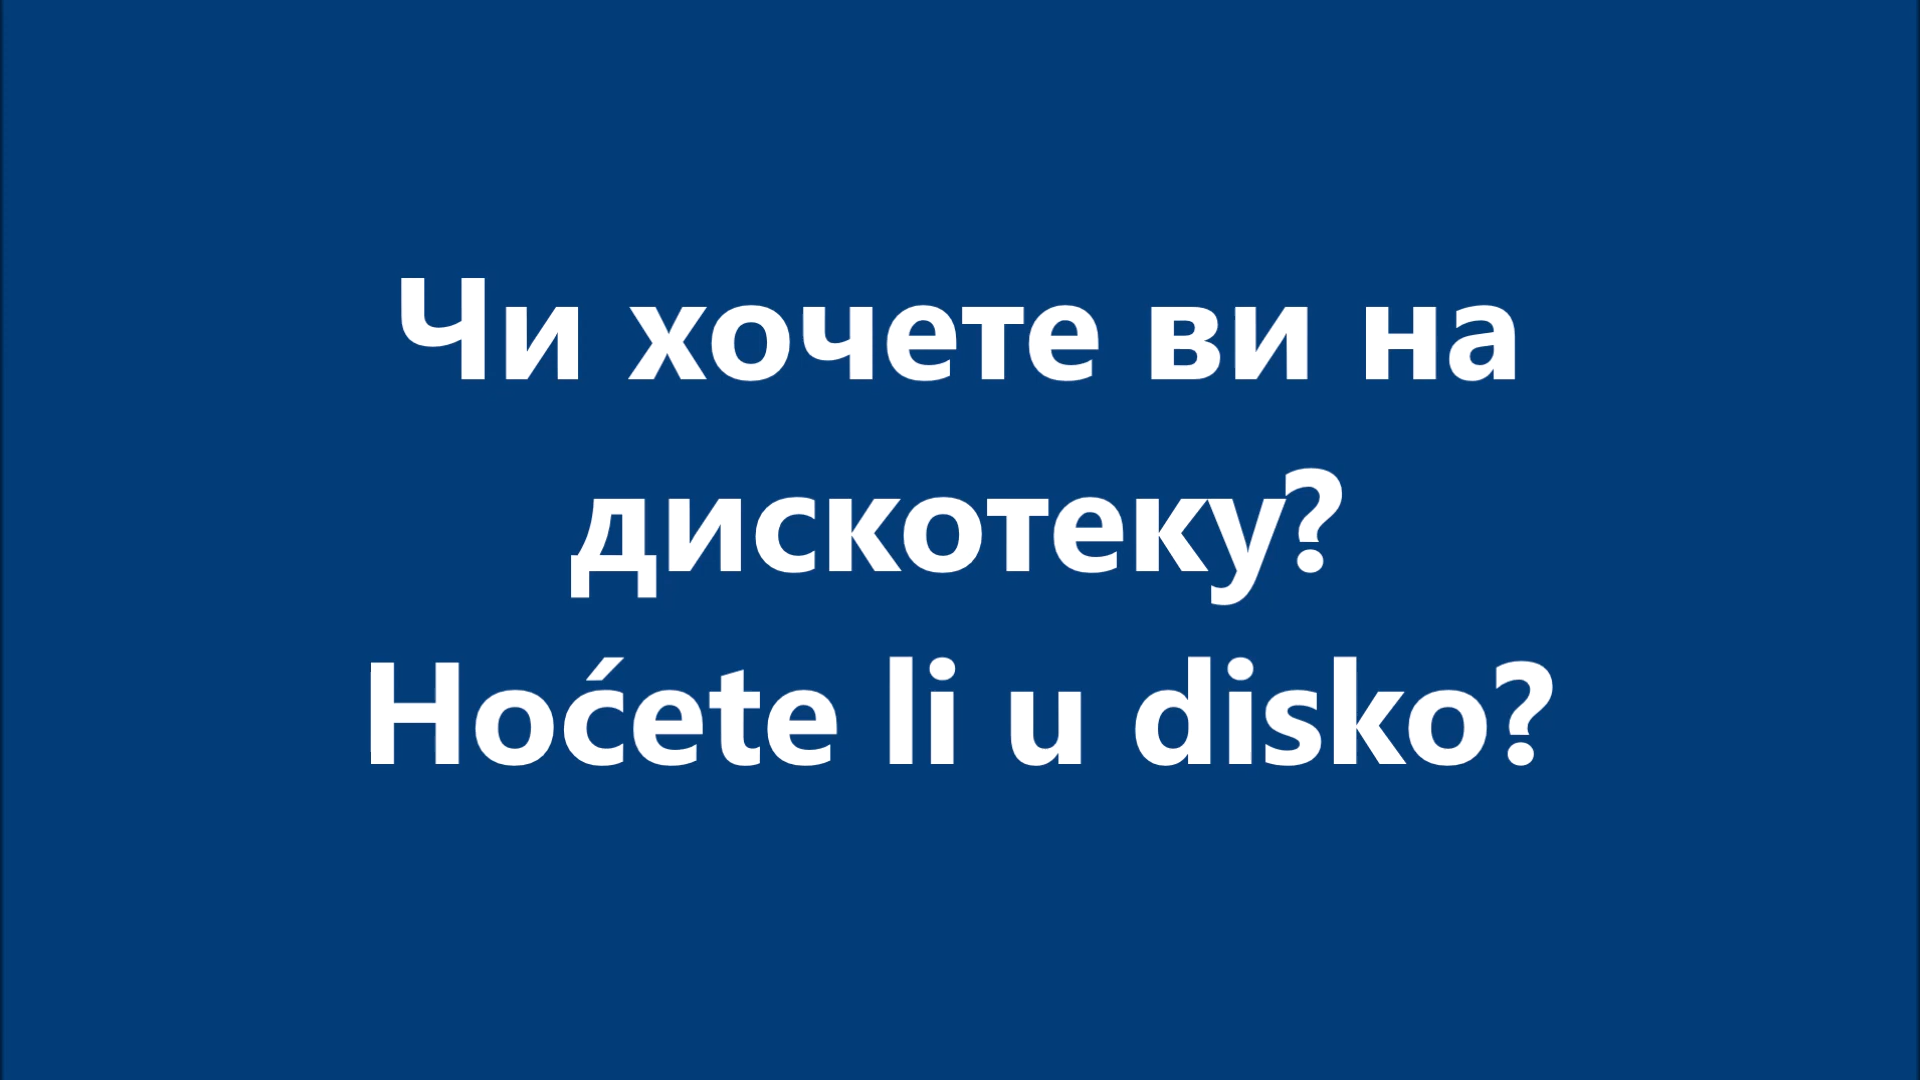 Чи хочете ви на
дискотеку?
Hoćete li u disko?